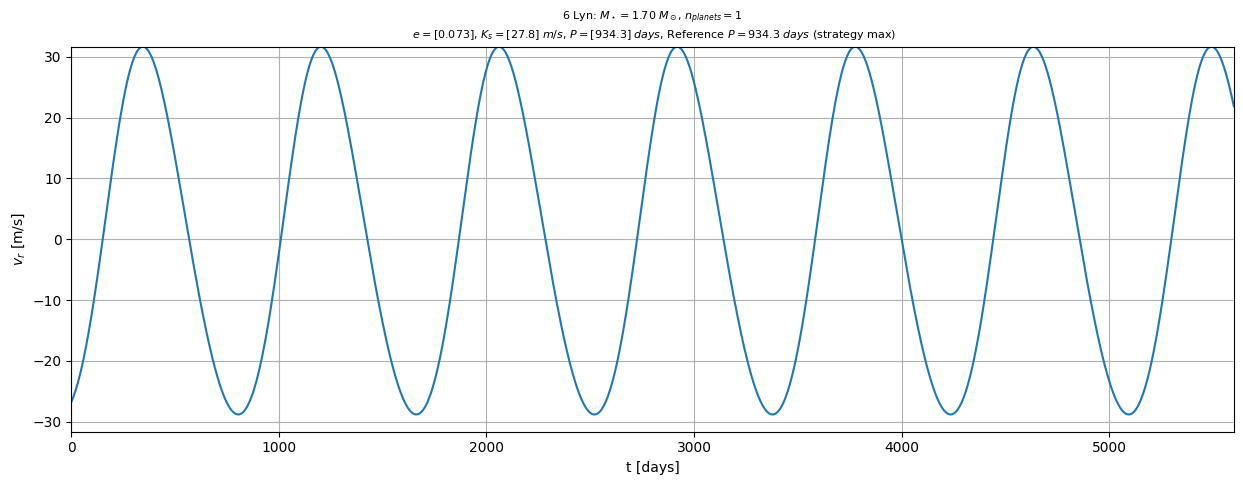 6 Lyn: M⋆ = 1.70 M⊙, nplanets = 1
e = [0.073], Ks = [27.8] m/s, P = [934.3] days, Reference P = 934.3 days (strategy max)
30
20
10
0
−10
−20
−30
vr [m/s]
0 1000 2000 3000 4000 5000
t [days]